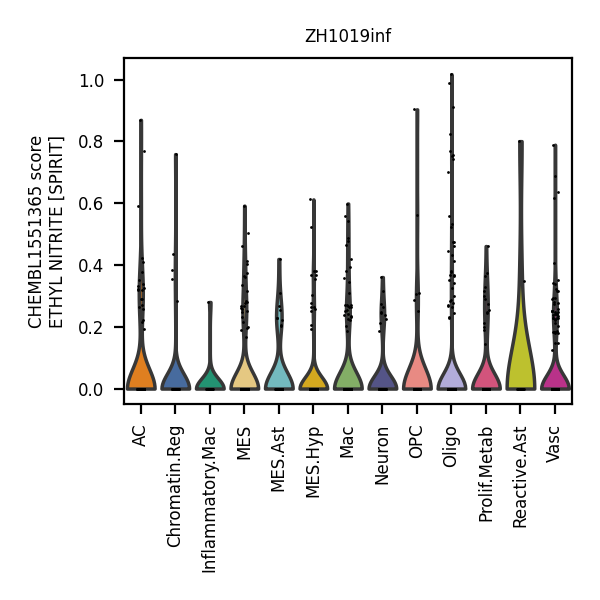 ZH1019inf
CHEMBL1551365 score
ETHYL NITRITE [SPIRIT]
1.0
0.8
0.6
0.4
0.2
0.0
AC
Chromatin.Reg
Inflammatory.Mac
MES
MES.Ast
MES.Hyp
Mac
Neuron
OPC
Oligo
Prolif.Metab
Reactive.Ast
Vasc